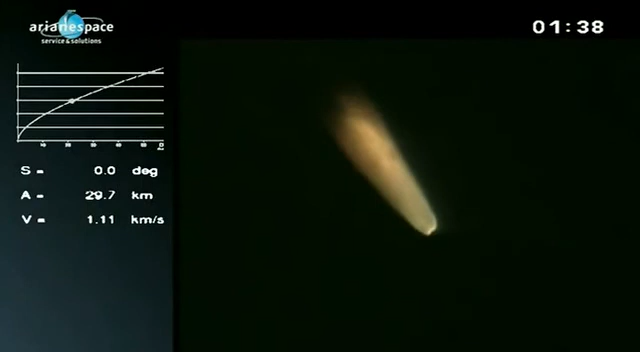 arianespace
service & solutions
01:38
S = 0.0 deg
A = 29.7 km
V = 1.11 km/s